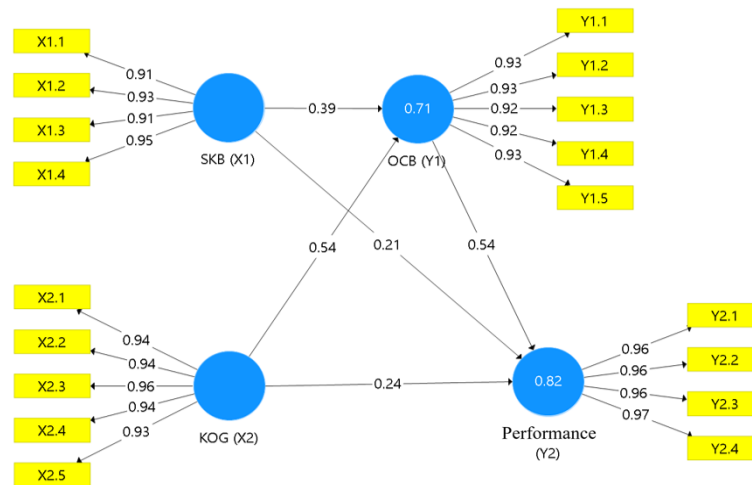 X1.1
X1.2
X1.3
X1.4
0.91
0.93
0.91
0.95
SKB (X1)
0.39
0.71
OCB (Y1)
0.93
0.93
0.92
0.92
0.93
Y1.1
Y1.2
Y1.3
Y1.4
Y1.5
0.54
0.21
0.54
X2.1
X2.2
X2.3
X2.4
X2.5
0.94
0.94
0.96
0.94
0.93
KOG (X2)
0.24
0.82
Performance
(Y2)
0.96
0.96
0.96
0.97
Y2.1
Y2.2
Y2.3
Y2.4